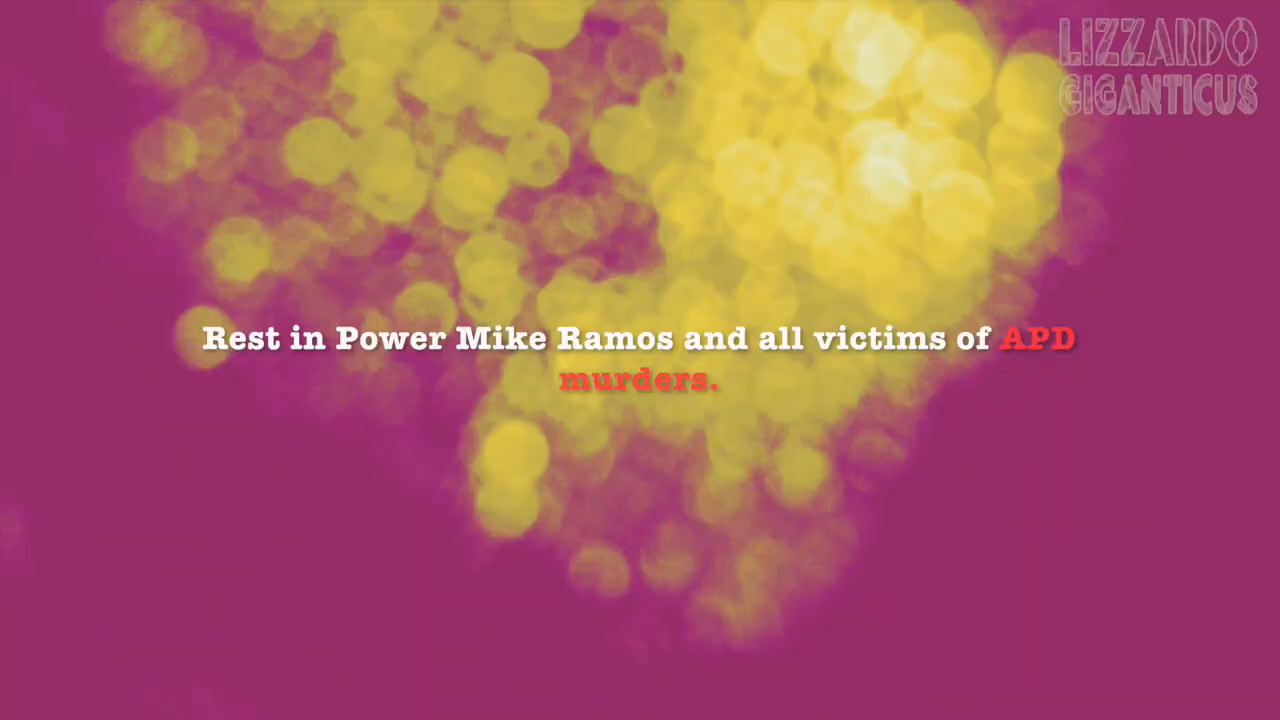 LIZZARDO
GIGANTICUS
Rest in Power Mike Ramos and all victims of APD
murders.